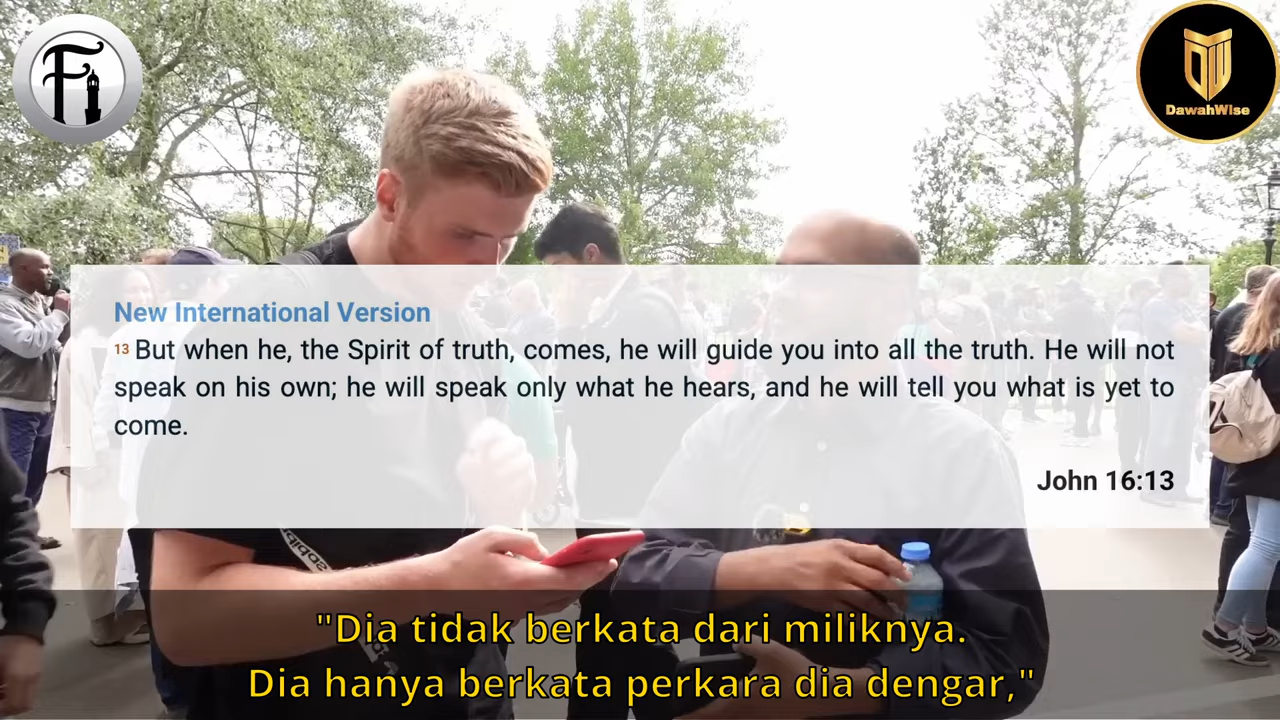 Fi
DawahWise
New International Version
13 But when he, the Spirit of truth, comes, he will guide you into all the truth. He will not
speak on his own; he will speak only what he hears, and he will tell you what is yet to
come.
John 16:13
"Dia tidak berkata dari miliknya.
Dia hanya berkata perkara dia dengar,"